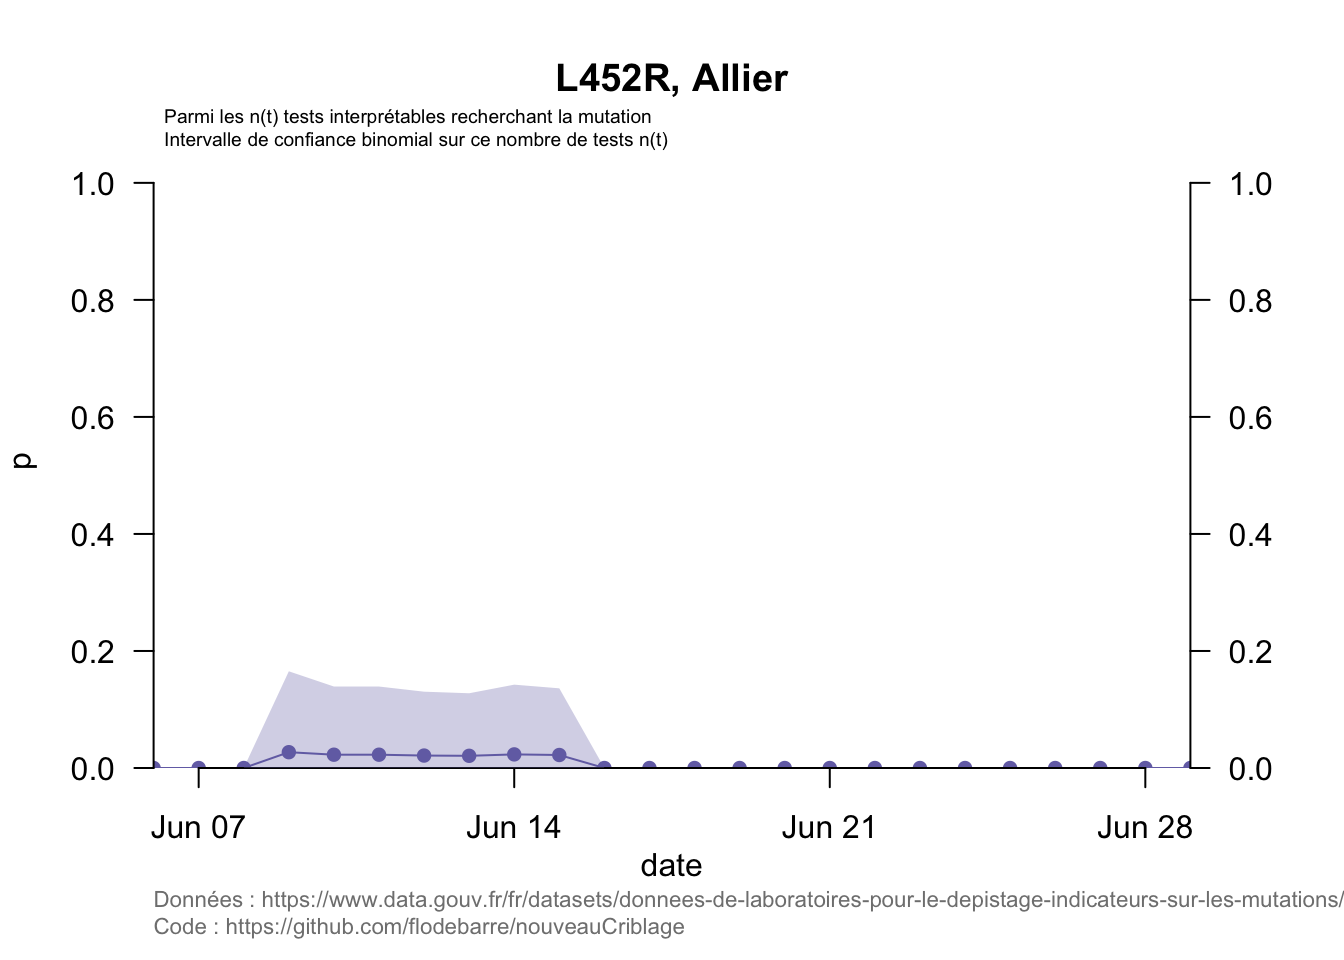 L452R, Allier
Parmi les n(t) tests interprétables recherchant la mutation
Intervalle de confiance binomial sur ce nombre de tests n(t)
1.0 1.0
0.8 0.8
0.6 0.6
p
0.4 0.4
0.2 0.2
0.0 0.0
Jun 07 Jun 14 Jun 21 Jun 28
date
Données : https://www.data.gouv.fr/fr/datasets/donnees-de-laboratoires-pour-le-depistage-indicateurs-sur-les-mutations/
Code : https://github.com/flodebarre/nouveauCriblage